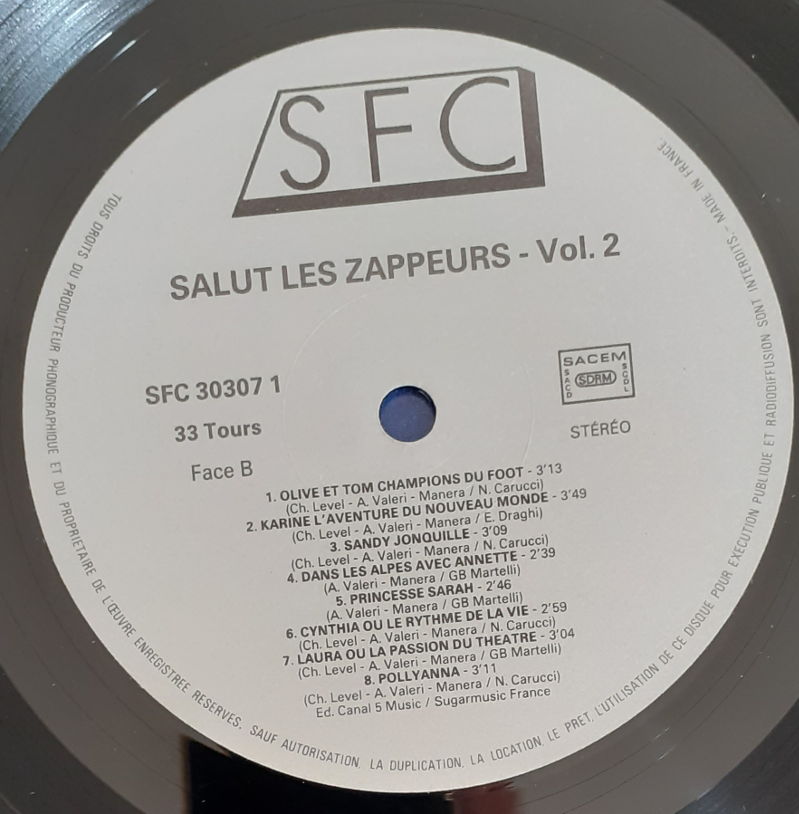 SFC
SALUT LES ZAPPEURS - Vol. 2
SFC 30307 1
33 Tours
Face B
SACEM
SACD
SDRM
SGDL
STÉRÉO
1. OLIVE ET TOM CHAMPIONS DU FOOT - 3'13
(Ch. Level - A. Valeri - Manera / N. Carucci)
2. KARINE L'AVENTURE DU NOUVEAU MONDE - 3'49
(Ch. Level - A. Valeri - Manera / E. Draghi)
3. SANDY JONQUILLE - 3'09
(Ch. Level - A. Valeri - Manera / N. Carucci)
4. DANS LES ALPES AVEC ANNETTE - 2'39
(A. Valeri - Manera / GB Martelli)
5. PRINCESSE SARAH - 2'46
(A. Valeri - Manera / GB Martelli)
6. CYNTHIA OU LE RYTHME DE LA VIE - 2'59
(Ch. Level - A. Valeri - Manera / N. Carucci)
7. LAURA OU LA PASSION DU THEATRE - 3'04
(Ch. Level - A. Valeri - Manera / GB Martelli)
8. POLLYANNA - 3'11
(Ch. Level - A. Valeri - Manera / N. Carucci)
Ed. Canal 5 Music / Sugarmusic France
TOUS DROITS DU PRODUCTEUR PHONOGRAPHIQUE ET DU PROPRIETAIRE DE L'ŒUVRE ENREGISTREE RESERVES. SAUF AUTORISATION, LA DUPLICATION, LA LOCATION, LE PRET, L'UTILISATION DE CE DISQUE POUR EXECUTION PUBLIQUE ET RADIODIFFUSION SONT INTERDITS. - MADE IN FRANCE.